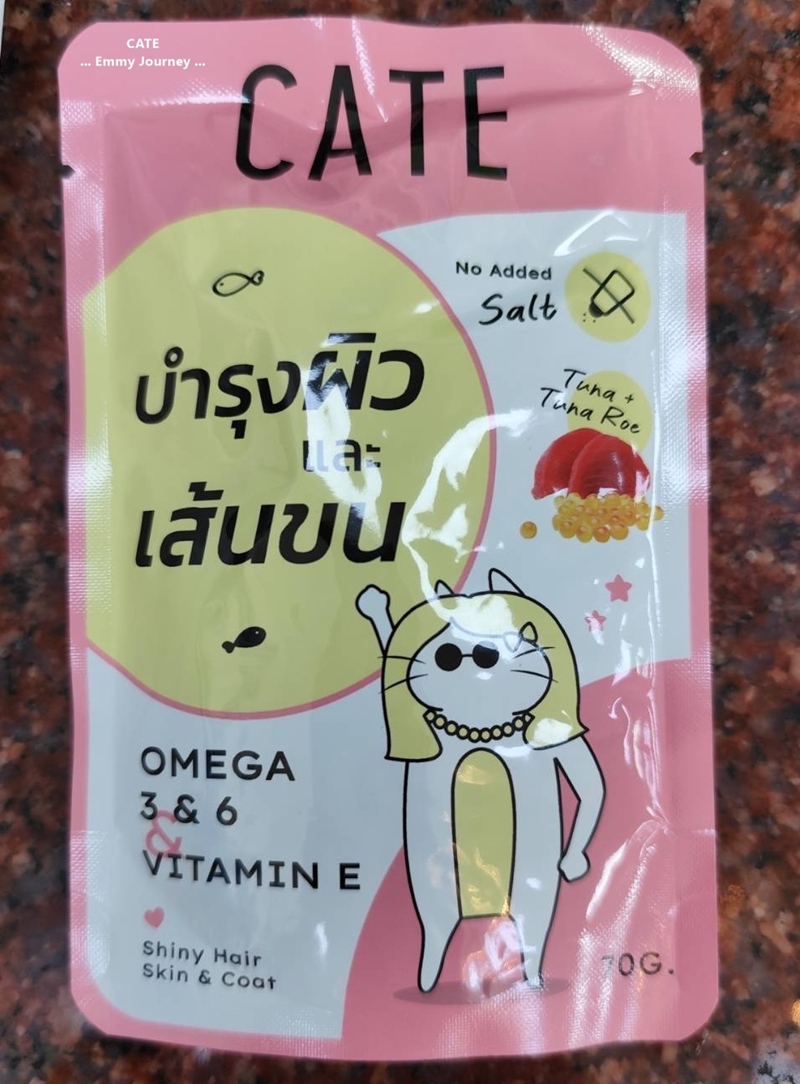 CATE
... Emmy Journey ...
CATE
No Added
Salt
บำรุงผิว
และ
เส้นขน
Tuna +
Tuna Roe
OMEGA
3 & 6
&
VITAMIN E
Shiny Hair
Skin & Coat
70G.